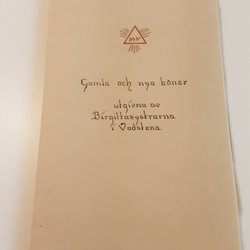 Gamla och nya böner
utgivna av
Birgittasystrarna
i Vadstena